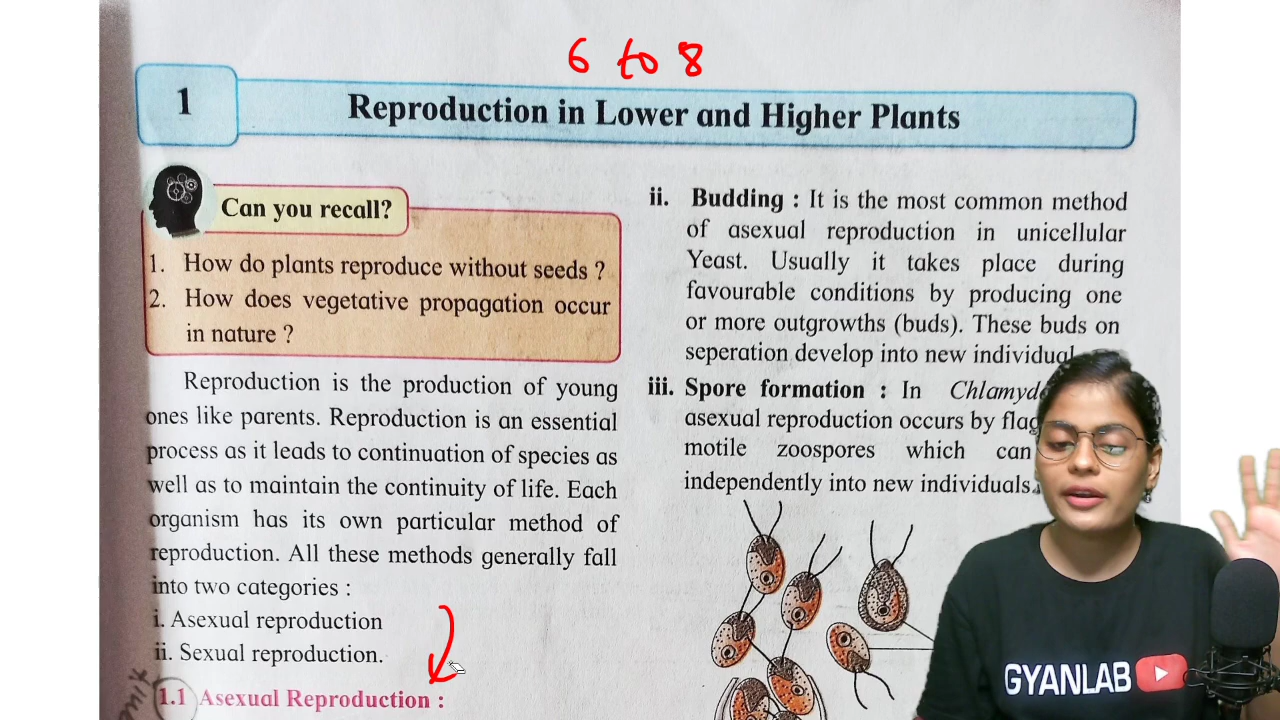 6 to 8
1
Reproduction in Lower and Higher Plants
Can you recall?
1. How do plants reproduce without seeds ?
2. How does vegetative propagation occur
in nature ?
Reproduction is the production of young
ones like parents. Reproduction is an essential
process as it leads to continuation of species as
well as to maintain the continuity of life. Each
organism has its own particular method of
reproduction. All these methods generally fall
into two categories :
i. Asexual reproduction
ii. Sexual reproduction.
1.1 Asexual Reproduction :
ii. Budding : It is the most common method
of asexual reproduction in unicellular
Yeast. Usually it takes place during
favourable conditions by producing one
or more outgrowths (buds). These buds on
seperation develop into new individual
iii. Spore formation : In
asexual reproduction occurs by
motile zoospores which can
independently into new individuals.
GYANLAB